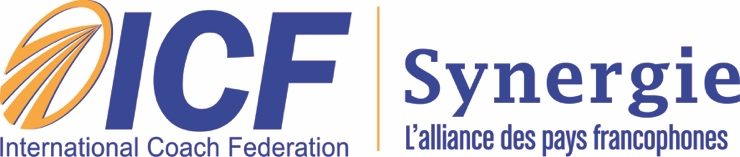 ICF
International Coach Federation
Synergie
L'alliance des pays francophones